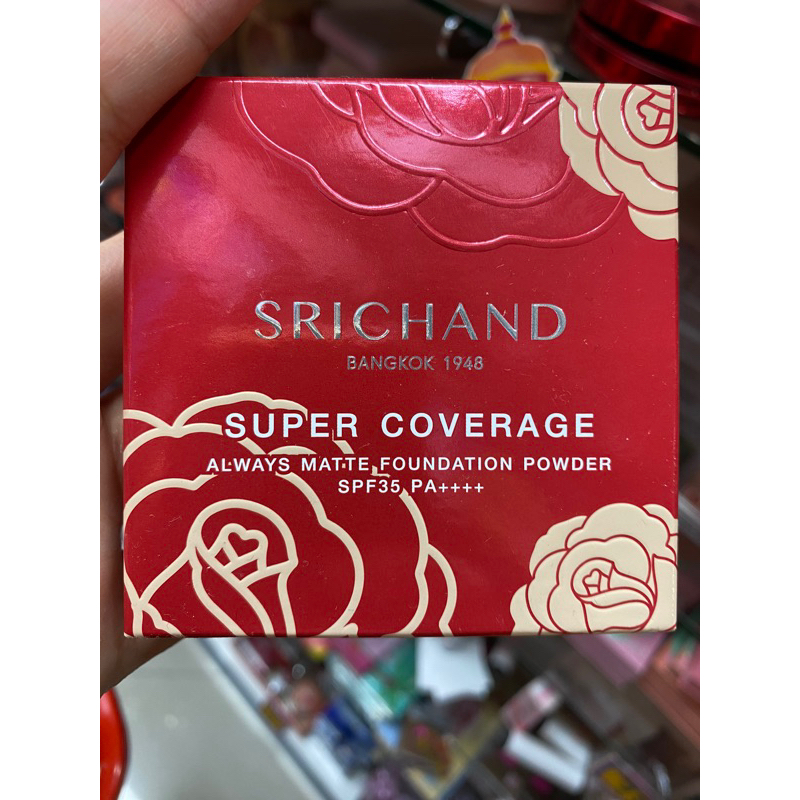 SRICHAND
BANGKOK 1948
SUPER COVERAGE
ALWAYS MATTE FOUNDATION POWDER
SPF35 PA++++